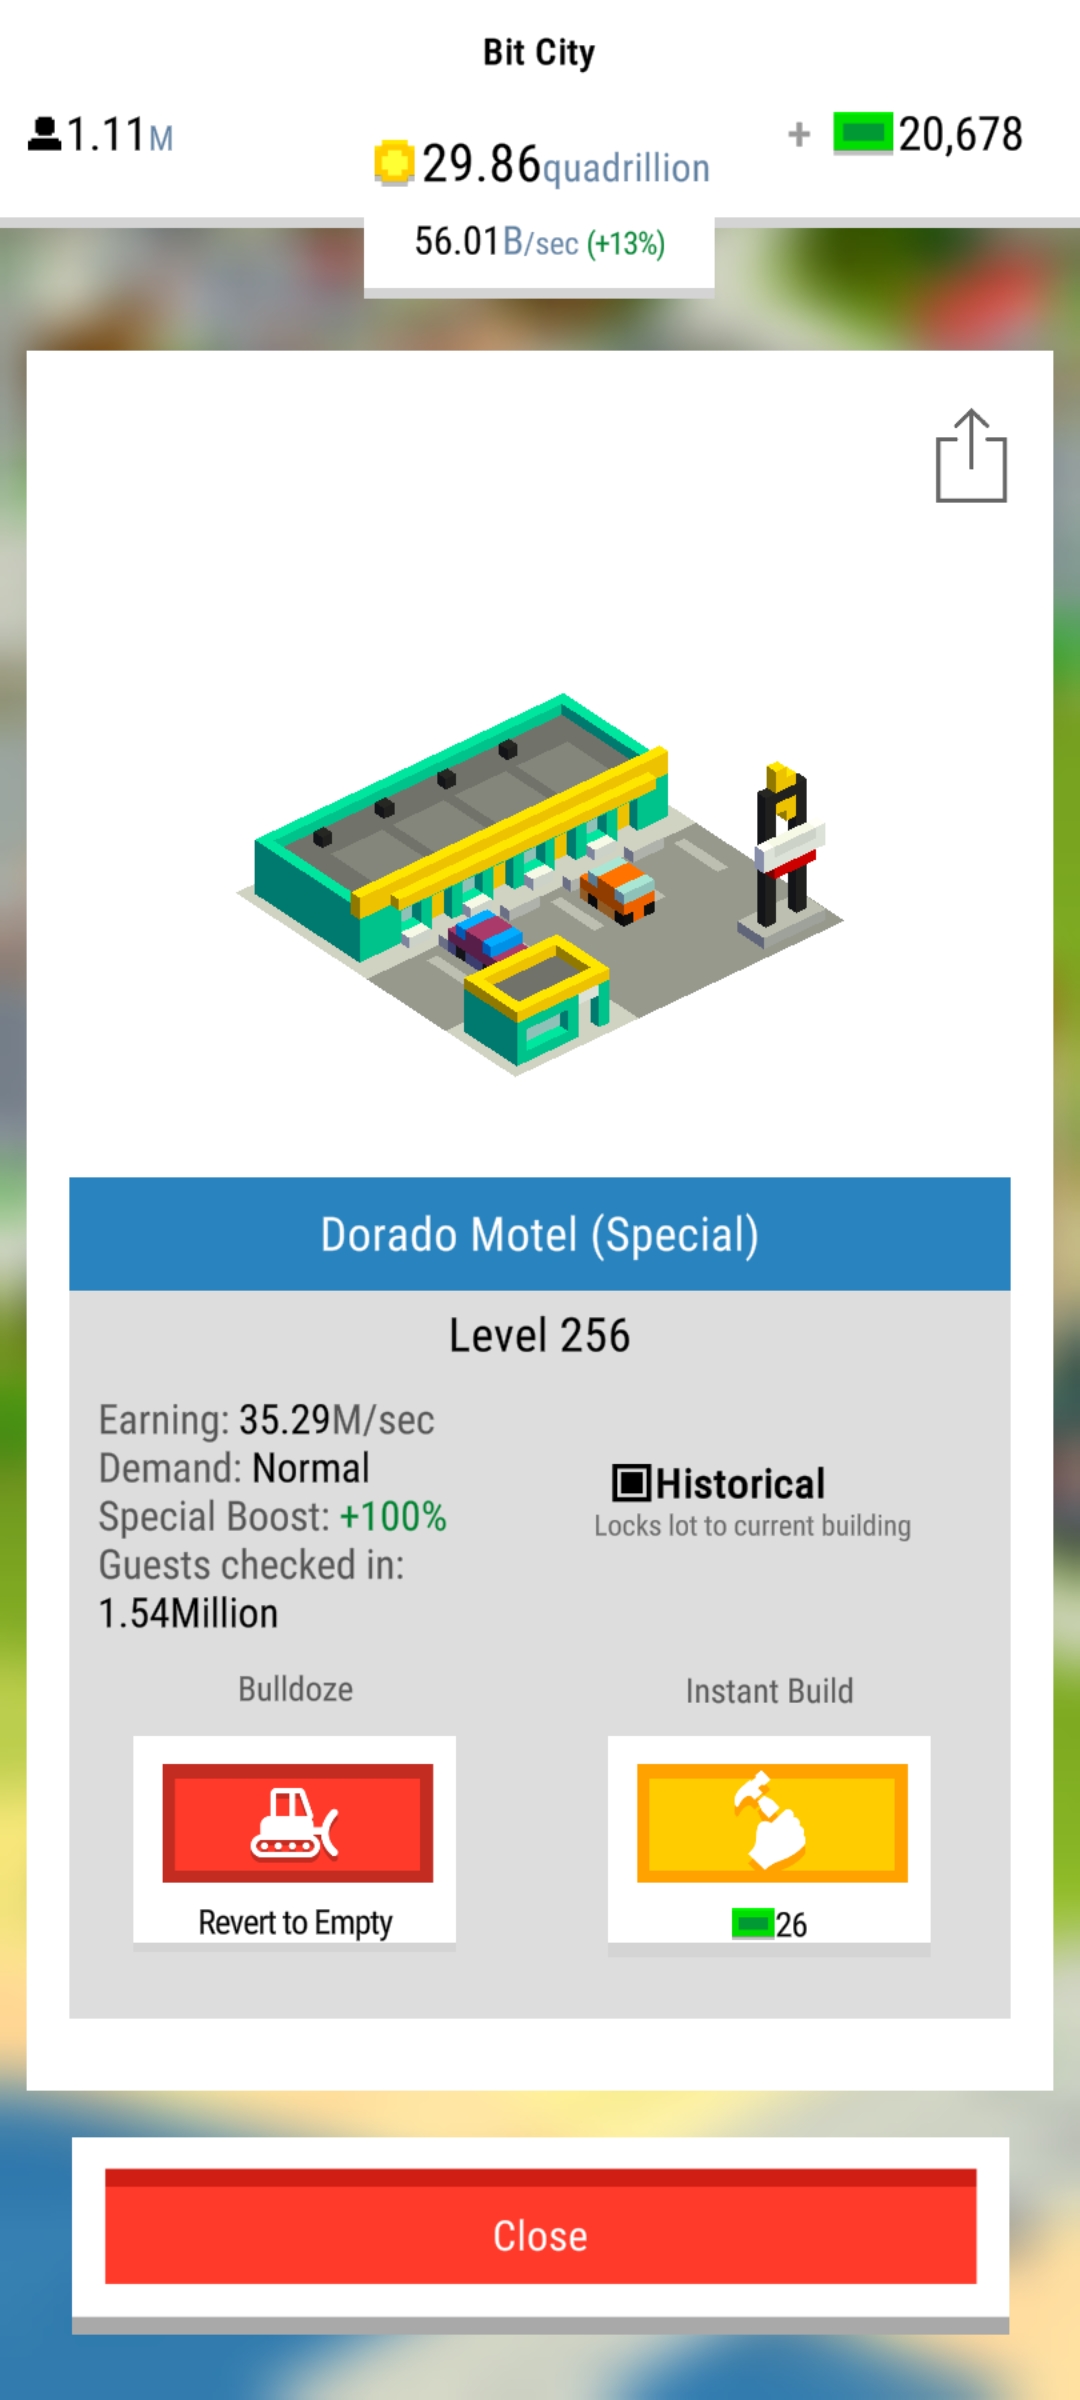 Bit City
1.11M
29.86quadrillion
+ 20,678
56.01B/sec (+13%)
Dorado Motel (Special)
Level 256
Earning: 35.29M/sec
Demand: Normal
Special Boost: +100%
Guests checked in:
1.54Million
Historical
Locks lot to current building
Bulldoze
Instant Build
Revert to Empty
26
Close